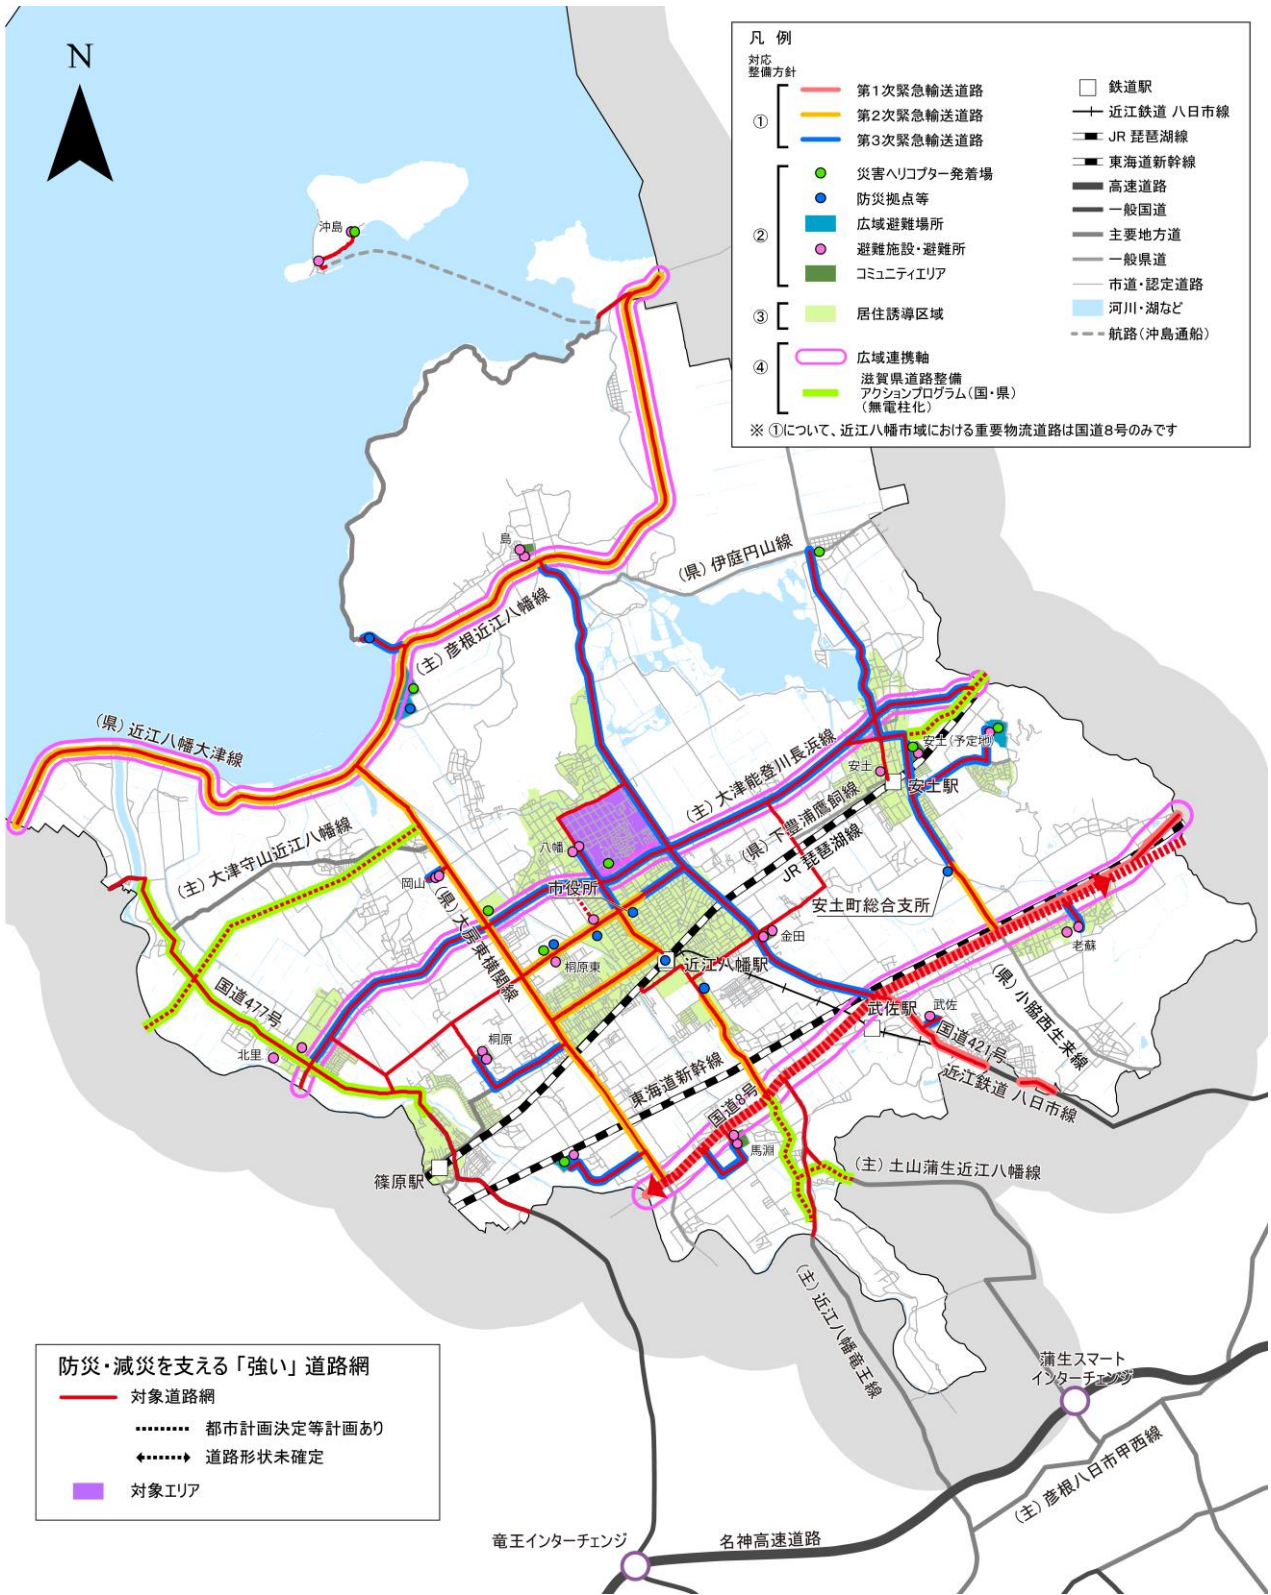 N
凡 例
対応
整備方針
①
第1次緊急輸送道路
第2次緊急輸送道路
第3次緊急輸送道路
②
災害ヘリコプター発着場
防災拠点等
広域避難場所
避難施設・避難所
コミュニティエリア
③
居住誘導区域
④
広域連携軸
滋賀県道路整備
アクションプログラム(国・県)
(無電柱化)
鉄道駅
近江鉄道 八日市線
JR 琵琶湖線
東海道新幹線
高速道路
一般国道
主要地方道
一般県道
市道・認定道路
河川・湖など
航路(沖島通船)
※ ①について、近江八幡市域における重要物流道路は国道8号のみです
沖島
島
(県) 伊庭円山線
(主) 彦根近江八幡線
(県) 近江八幡大津線
(主) 大津能登川長浜線
安土(予定地)
安土
安土駅
(県) 下豊浦鷹飼線
JR 琵琶湖線
(主) 大津守山近江八幡線
八幡
岡山
市役所
(県) 大房東横関線
安土町総合支所
金田
桐原東
近江八幡駅
老蘇
武佐駅
武佐
国道421号
(県) 小脇西生来線
近江鉄道 八日市線
国道477号
北里
桐原
東海道新幹線
国道8号
馬淵
篠原駅
(主) 土山蒲生近江八幡線
(主) 近江八幡竜王線
蒲生スマート
インターチェンジ
(主) 彦根八日市甲西線
竜王インターチェンジ
名神高速道路
防災・減災を支える「強い」道路網
対象道路網
都市計画決定等計画あり
道路形状未確定
対象エリア